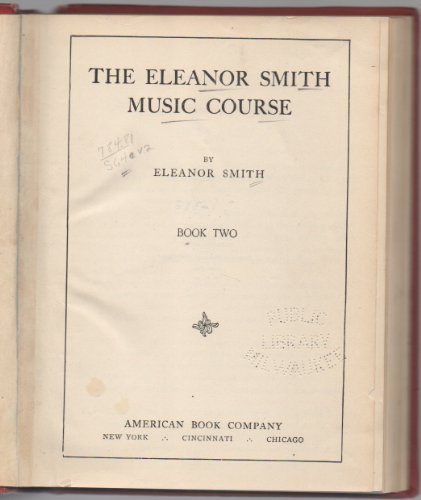 THE ELEANOR SMITH
MUSIC COURSE
BY
ELEANOR SMITH
BOOK TWO
PUBLIC
LIBRARY
MILWAUKEE
AMERICAN BOOK COMPANY
NEW YORK ∴ CINCINNATI ∴ CHICAGO